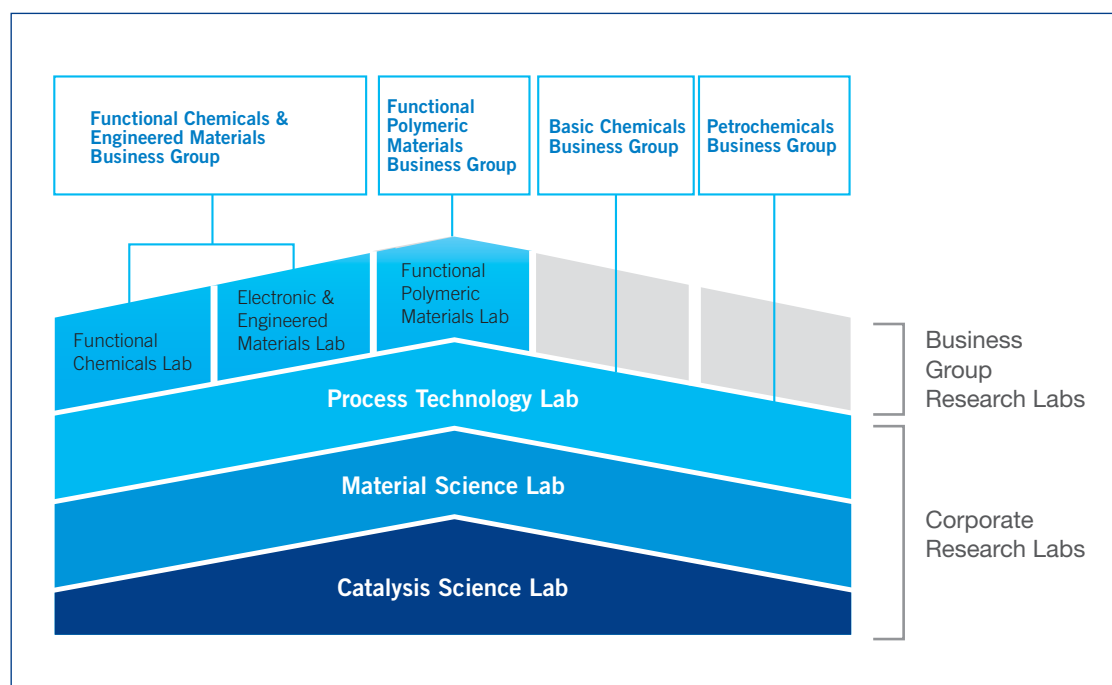 Functional Chemicals &
Engineered Materials
Business Group
Functional
Polymeric
Materials
Business Group
Basic Chemicals
Business Group
Petrochemicals
Business Group
Functional
Chemicals Lab
Electronic &
Engineered
Materials Lab
Functional
Polymeric
Materials Lab
Business
Group
Research Labs
Process Technology Lab
Material Science Lab
Catalysis Science Lab
Corporate
Research Labs